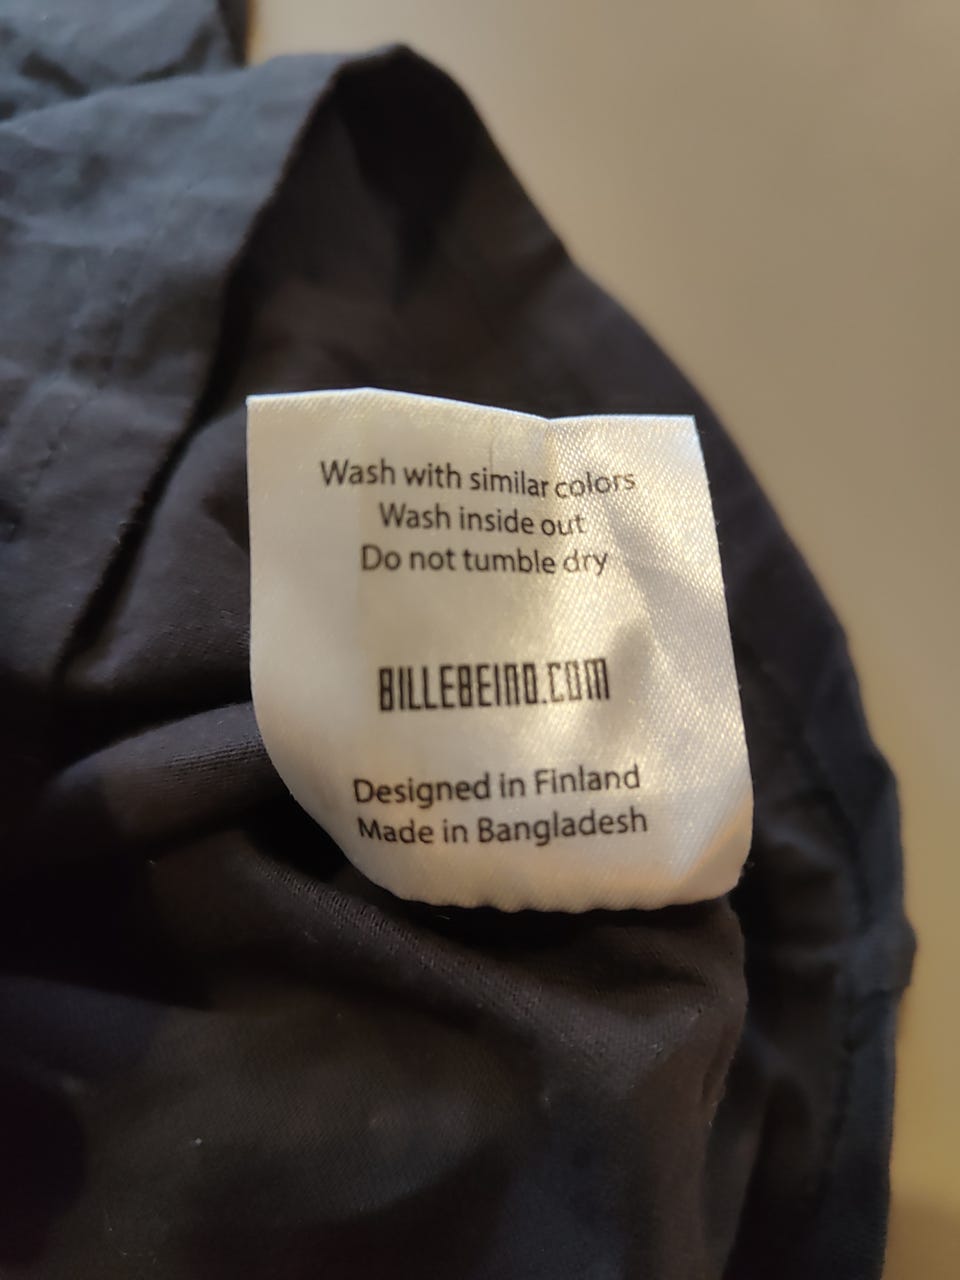 Wash with similar colors
Wash inside out
Do not tumble dry
BILLEBEINO.COM
Designed in Finland
Made in Bangladesh